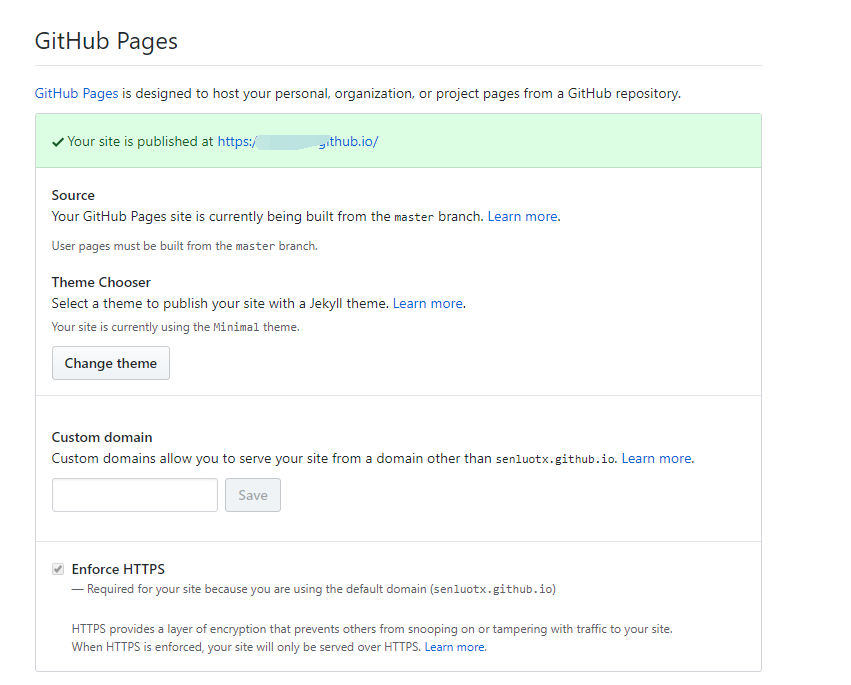 GitHub Pages
GitHub Pages is designed to host your personal, organization, or project pages from a GitHub repository.
Your site is published at https:/ github.io/
Source
Your GitHub Pages site is currently being built from the master branch. Learn more.
User pages must be built from the master branch.
Theme Chooser
Select a theme to publish your site with a Jekyll theme. Learn more.
Your site is currently using the Minimal theme.
Change theme
Custom domain
Custom domains allow you to serve your site from a domain other than senluotx.github.io. Learn more.
Save
Enforce HTTPS
— Required for your site because you are using the default domain (senluotx.github.io)
HTTPS provides a layer of encryption that prevents others from snooping on or tampering with traffic to your site.
When HTTPS is enforced, your site will only be served over HTTPS. Learn more.